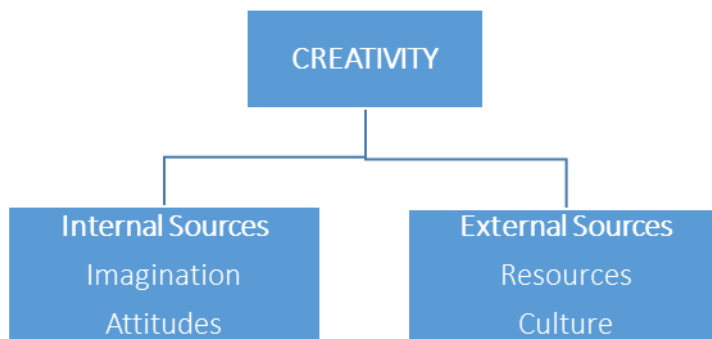 CREATIVITY
Internal Sources
Imagination
Attitudes
External Sources
Resources
Culture